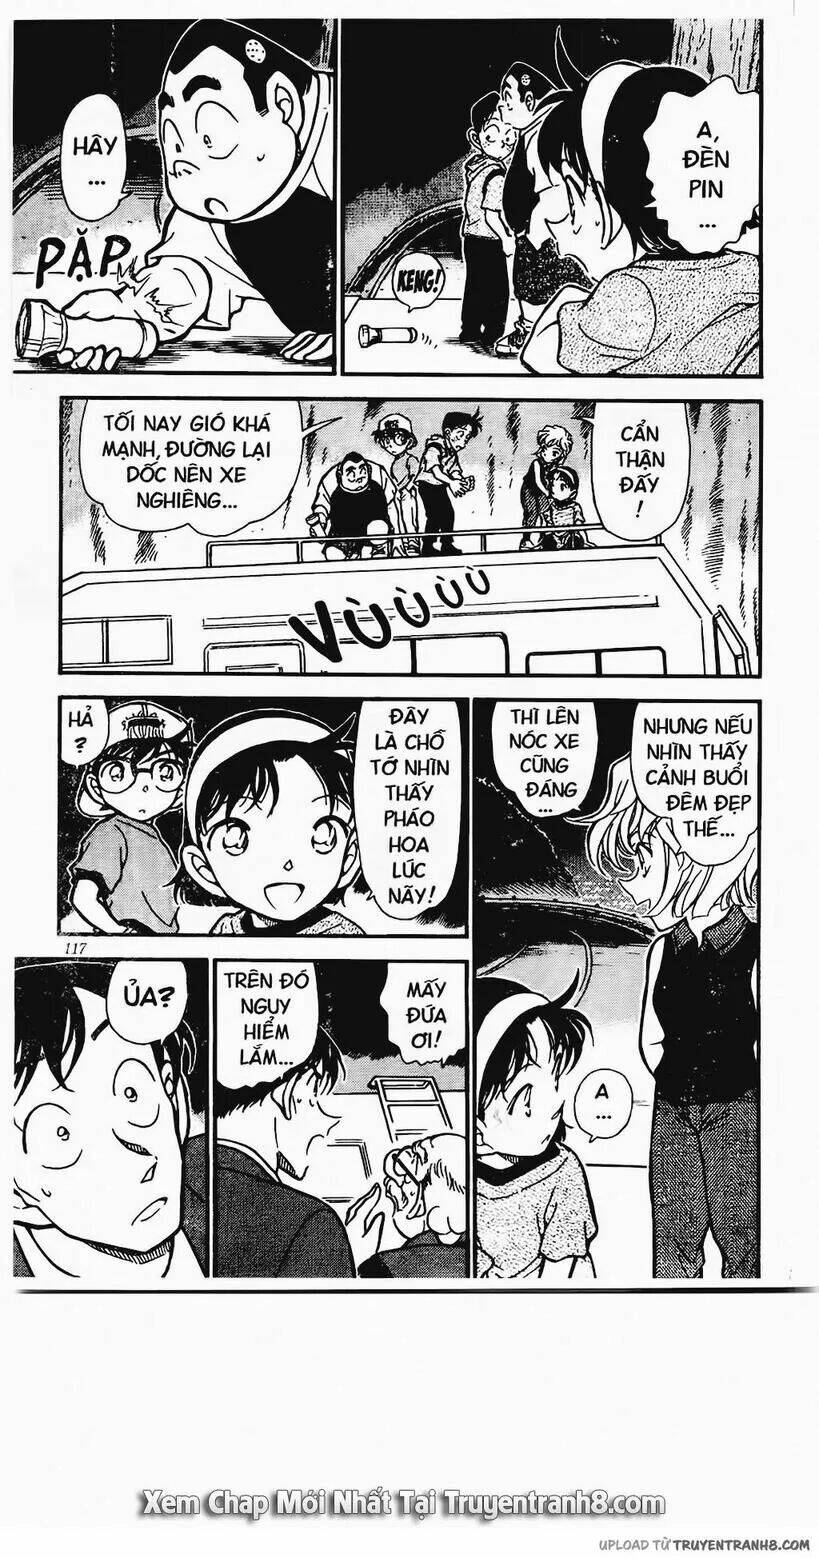 A,
ĐÈN
PIN
...
KENG!
HÂY
...
PẶP
CẨN
THẬN
ĐẤY
!
TỐI NAY GIÓ KHÁ
MẠNH, ĐƯỜNG LẠI
DỐC NÊN XE
NGHIÊNG...
VÙÙÙÙ
NHƯNG NẾU
NHÌN THẤY
CẢNH BUỔI
ĐÊM ĐẸP
THẾ...
THÌ LÊN
NÓC XE
CŨNG
ĐÁNG
...
A
...
ĐÂY
LÀ CHỖ
TỚ NHÌN
THẤY
PHÁO
HOA
LÚC
NÃY!
HẢ
?
117
MẤY
ĐỨA
ƠI!
TRÊN ĐÓ
NGUY
HIỂM
LẮM...
ỦA?
Xem Chap Mới Nhất Tại Truyentranh8.com
UPLOAD TỪ TRUYENTRANH8.COM